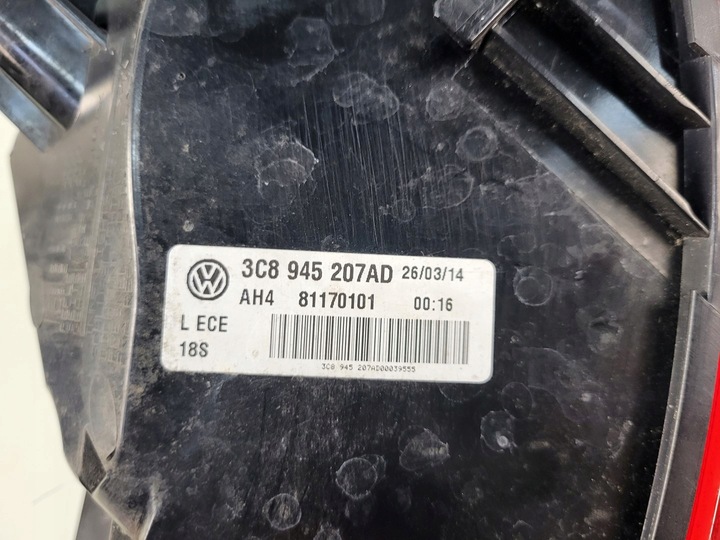 3C8 945 207AD 26/03/14
AH4 81170101 00:16
L ECE
18S
3C8 945 207AD00039555